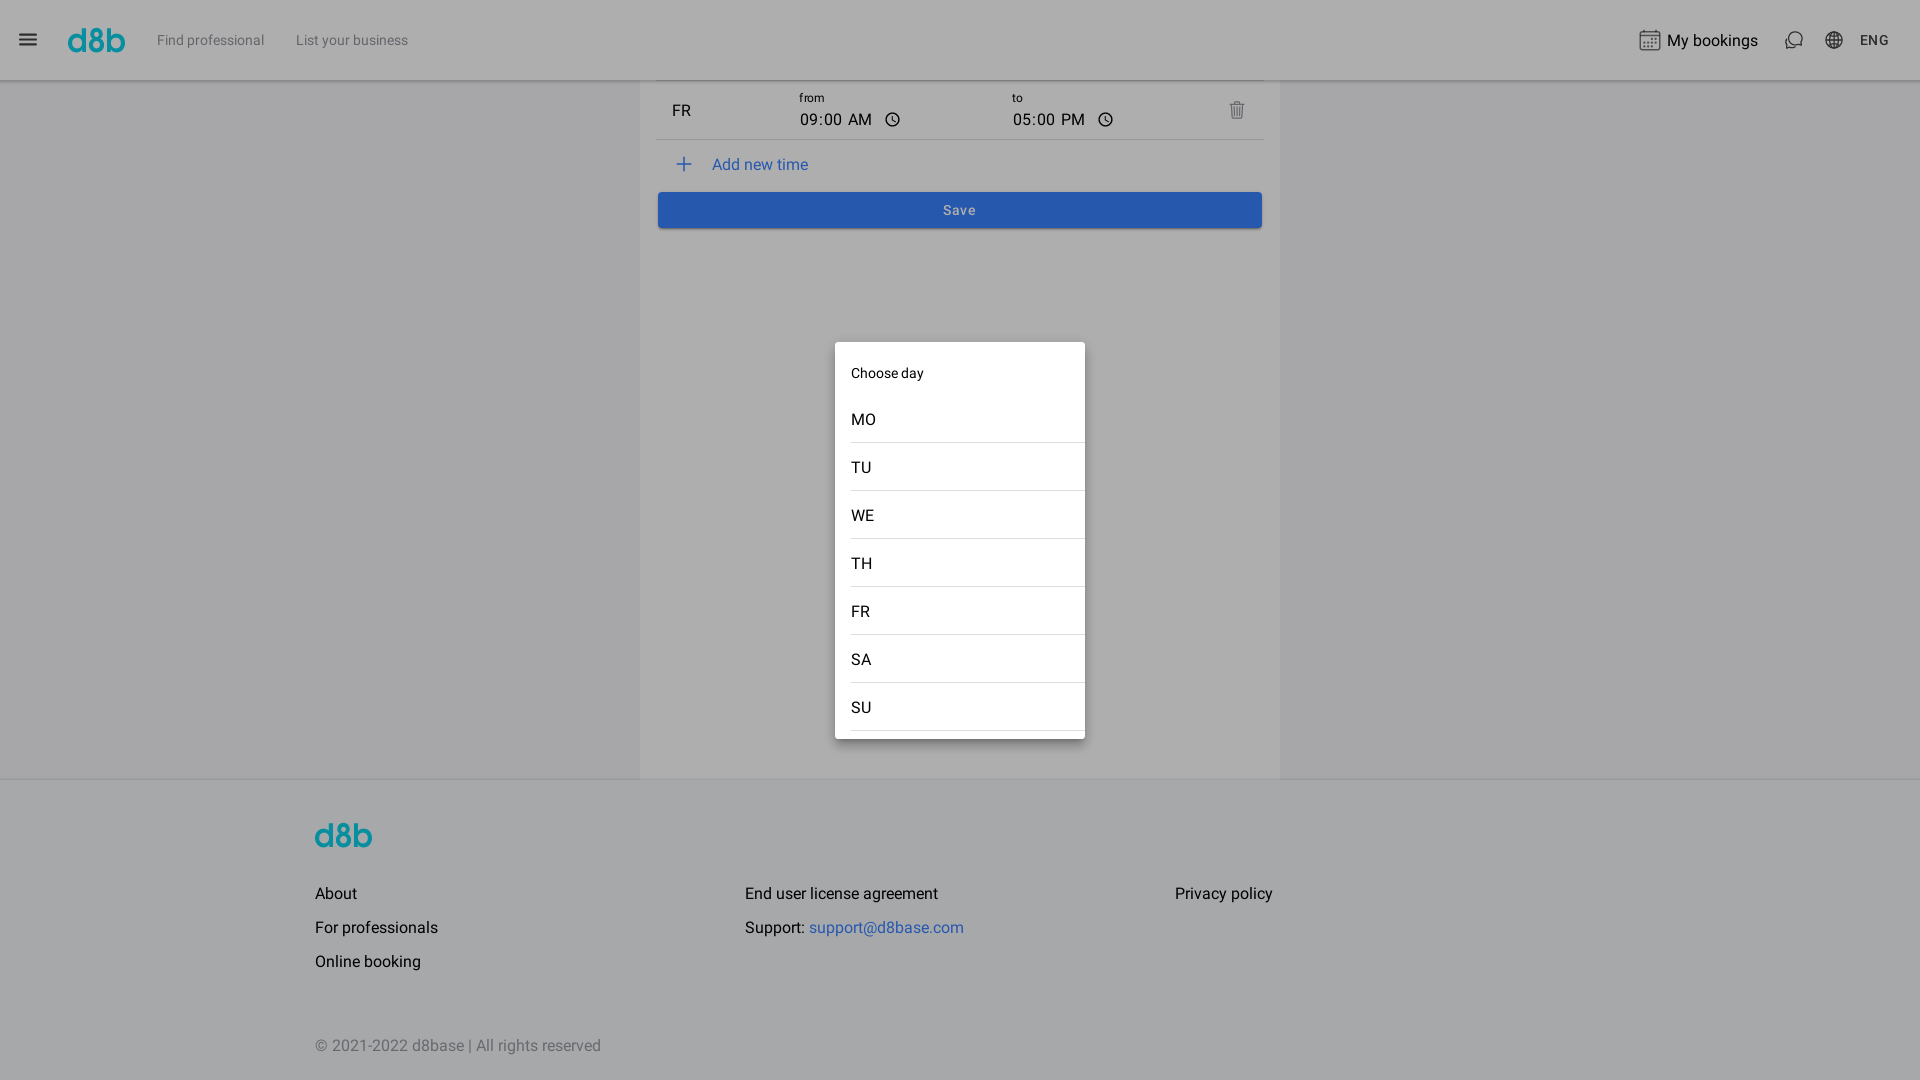 d8b
Find professional
List your business
My bookings
ENG
FR
from
09:00 AM
to
05:00 PM
Add new time
Save
Choose day
MO
TU
WE
TH
FR
SA
SU
d8b
About
End user license agreement
Privacy policy
For professionals
Support: support@d8base.com
Online booking
© 2021-2022 d8base | All rights reserved